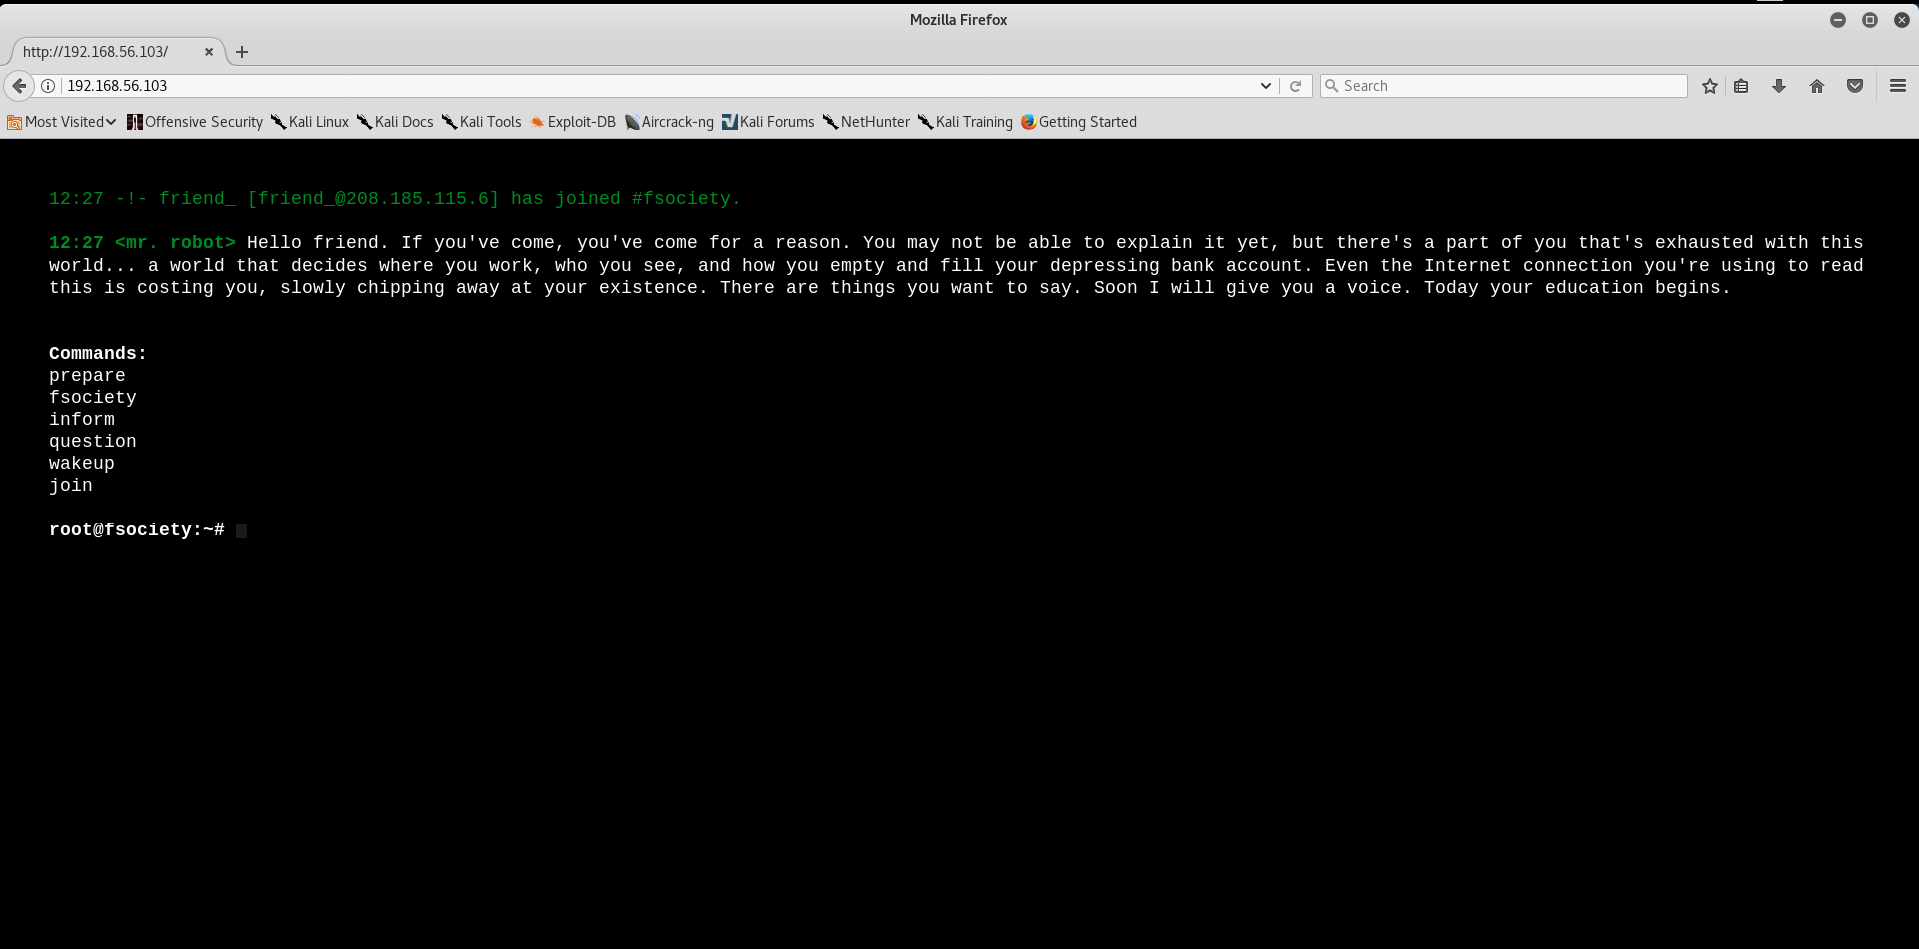 Mozilla Firefox
http://192.168.56.103/
192.168.56.103
Search
Most Visited Offensive Security Kali Linux Kali Docs Kali Tools Exploit-DB Aircrack-ng Kali Forums NetHunter Kali Training Getting Started
12:27 -!- friend_ [friend_@208.185.115.6] has joined #fsociety.
12:27 <mr. robot> Hello friend. If you've come, you've come for a reason. You may not be able to explain it yet, but there's a part of you that's exhausted with this
world... a world that decides where you work, who you see, and how you empty and fill your depressing bank account. Even the Internet connection you're using to read
this is costing you, slowly chipping away at your existence. There are things you want to say. Soon I will give you a voice. Today your education begins.
Commands:
prepare
fsociety
inform
question
wakeup
join
root@fsociety:~#